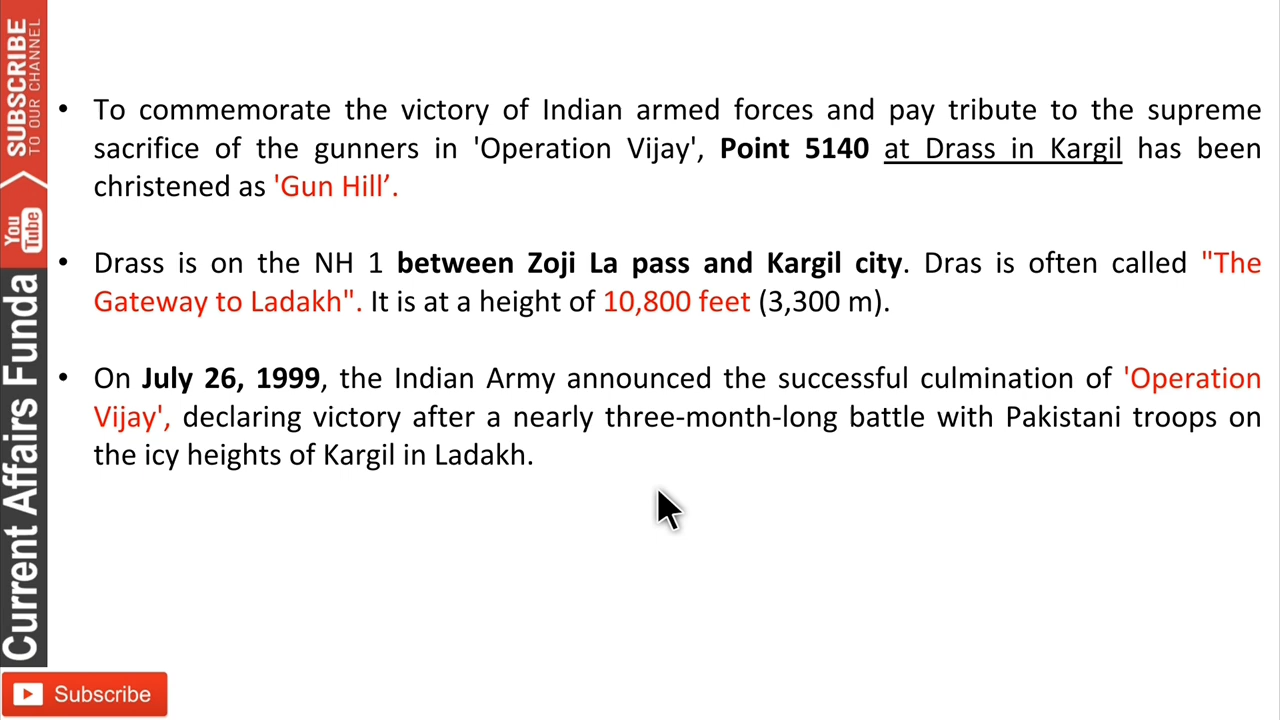 SUBSCRIBE
TO OUR CHANNEL
You
Tube
Current Affairs Funda
• To commemorate the victory of Indian armed forces and pay tribute to the supreme
sacrifice of the gunners in 'Operation Vijay', Point 5140 at Drass in Kargil has been
christened as 'Gun Hill’.
• Drass is on the NH 1 between Zoji La pass and Kargil city. Dras is often called "The
Gateway to Ladakh". It is at a height of 10,800 feet (3,300 m).
• On July 26, 1999, the Indian Army announced the successful culmination of 'Operation
Vijay', declaring victory after a nearly three-month-long battle with Pakistani troops on
the icy heights of Kargil in Ladakh.
Subscribe